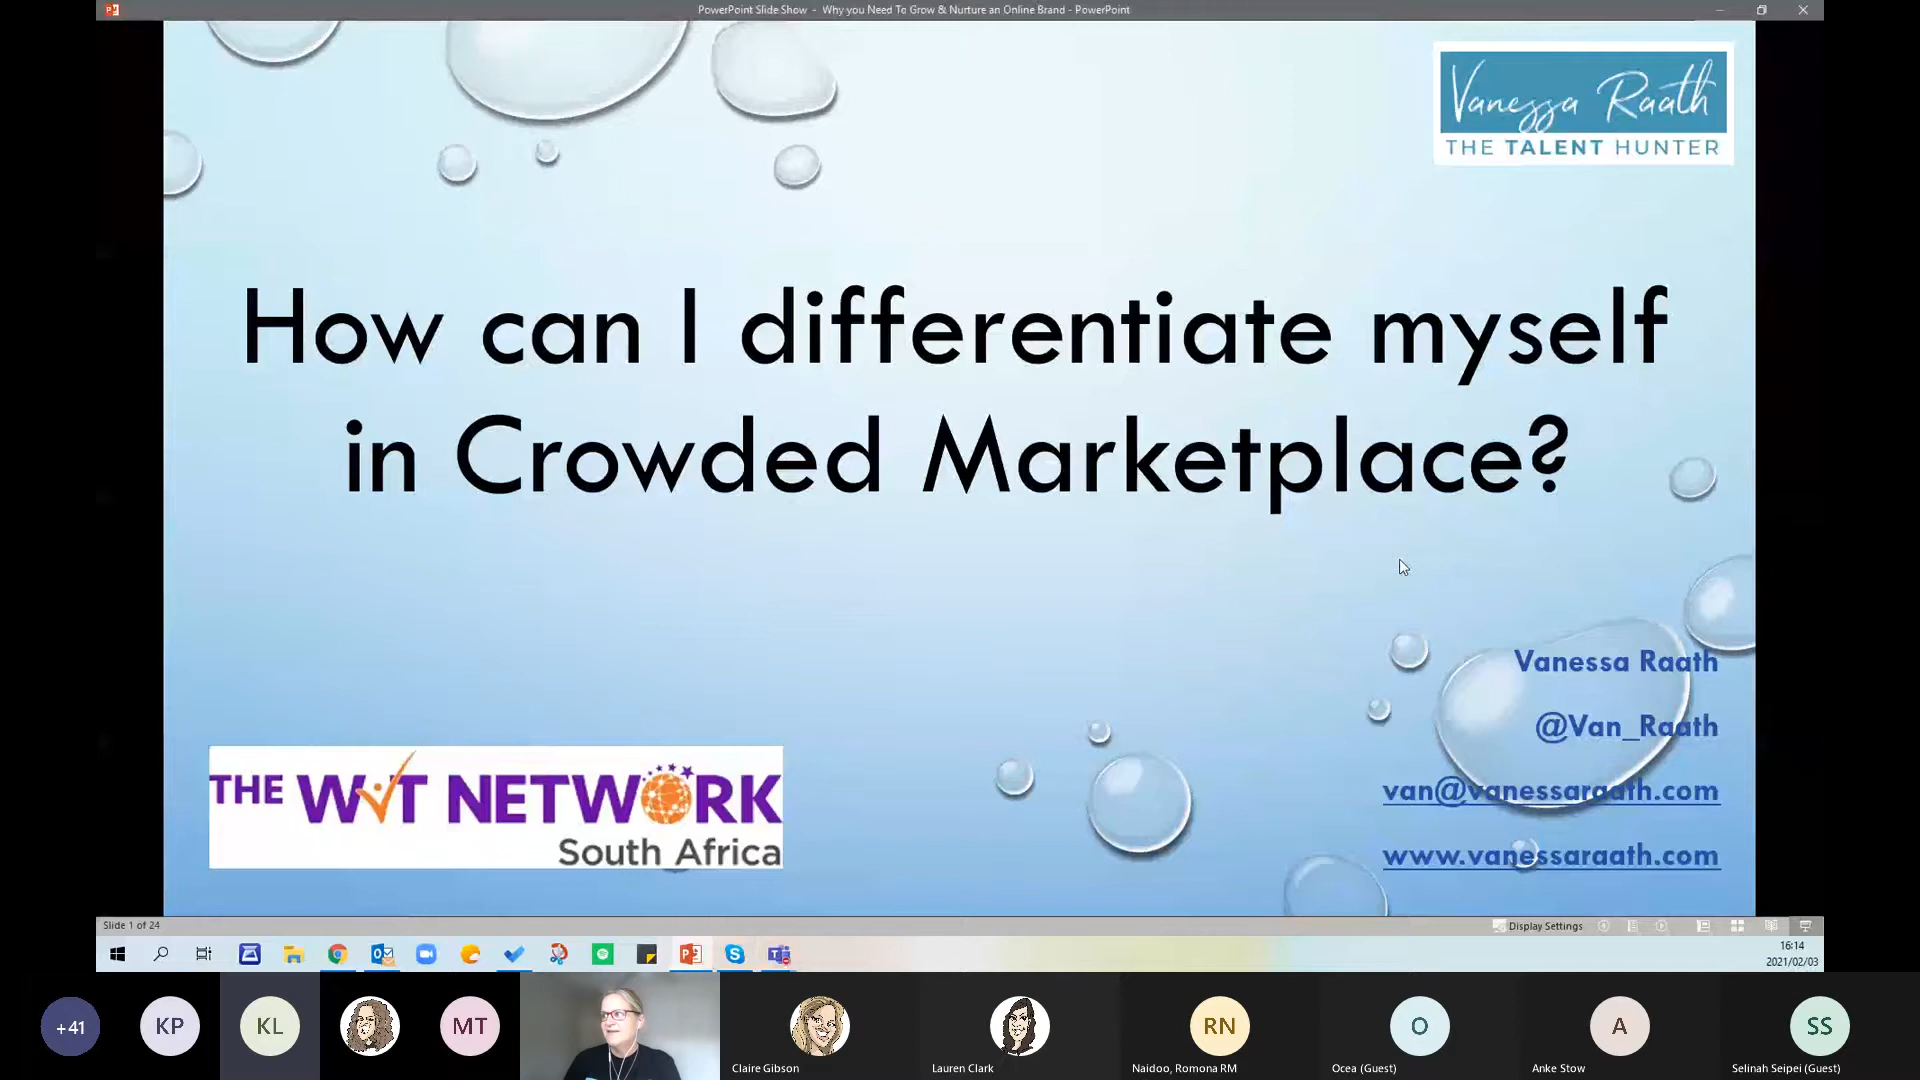 PowerPoint Slide Show - Why you Need To Grow & Nurture an Online Brand - PowerPoint
Vanessa Raath
THE TALENT HUNTER
How can I differentiate myself
in Crowded Marketplace?
Vanessa Raath
@Van_Raath
van@vanessaraath.com
www.vanessaraath.com
THE WIT NETWORK
South Africa
Slide 1 of 24
Display Settings
16:14
2021/02/03
+41
KP
KL
MT
RN
O
A
SS
Claire Gibson
Lauren Clark
Naidoo, Romona RM
Ocea (Guest)
Anke Stow
Selinah Seipei (Guest)